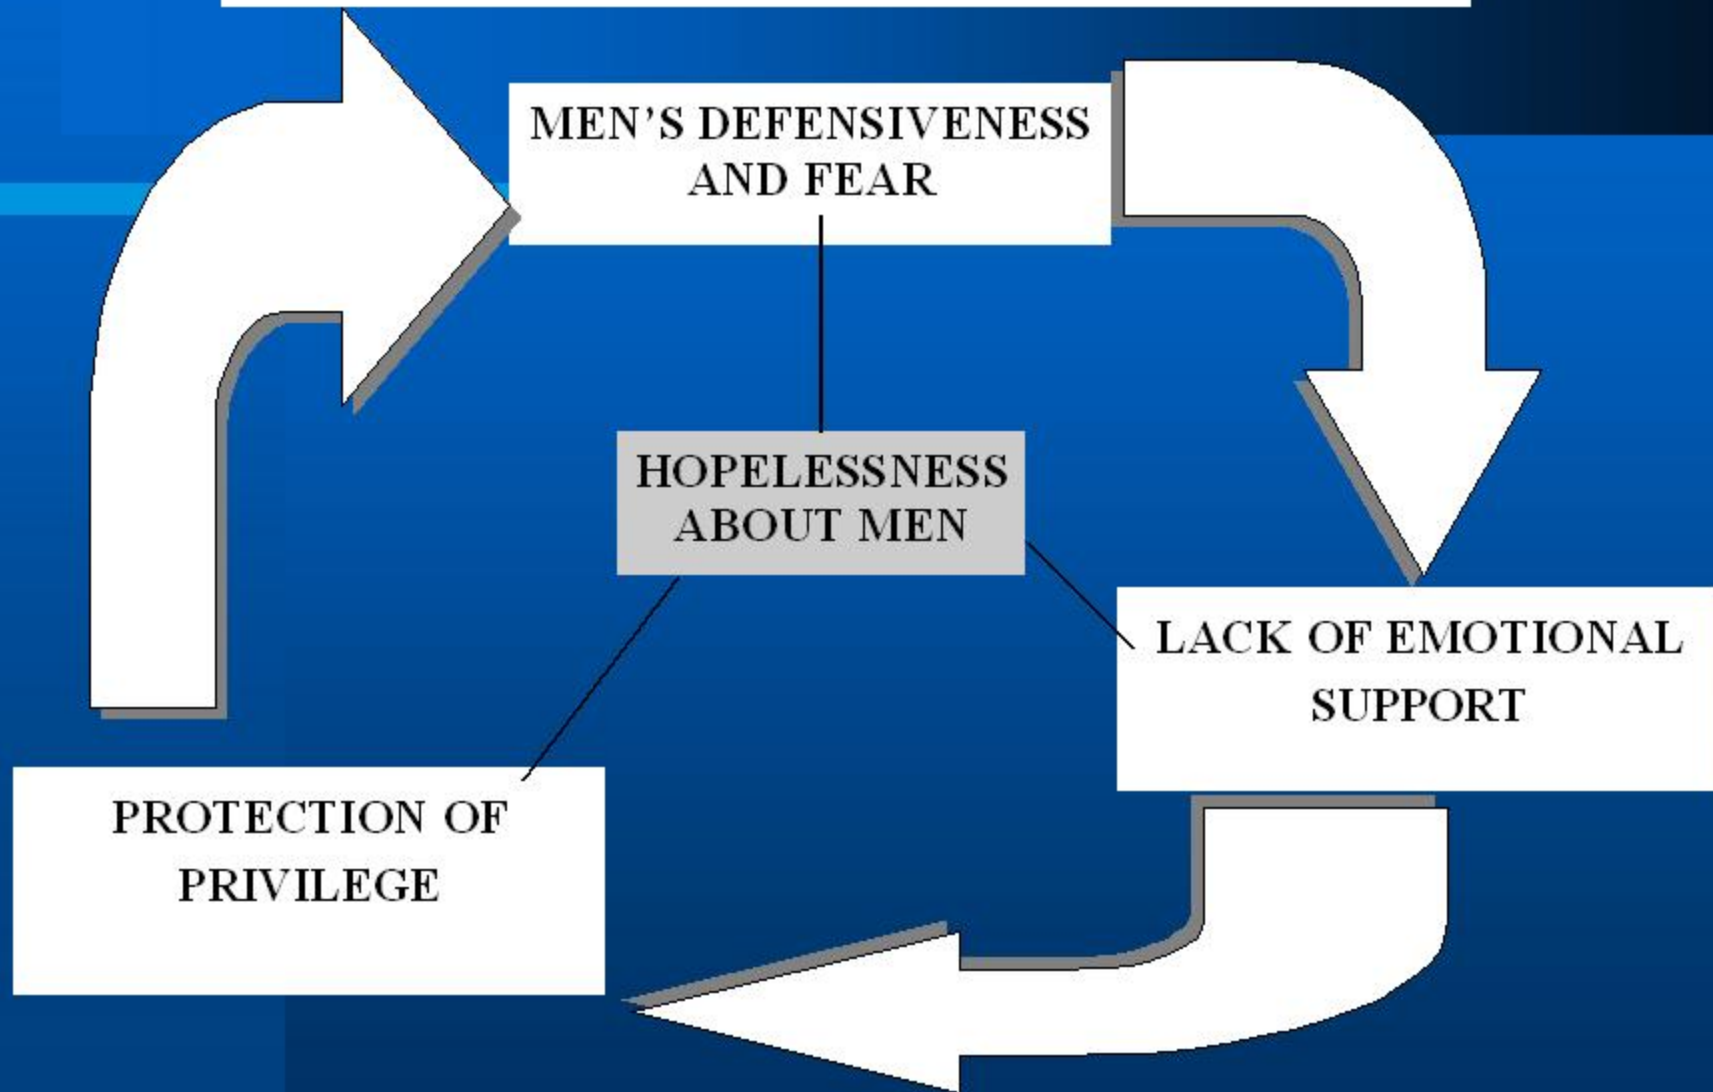 MEN’S DEFENSIVENESS
AND FEAR
HOPELESSNESS
ABOUT MEN
LACK OF EMOTIONAL
SUPPORT
PROTECTION OF
PRIVILEGE